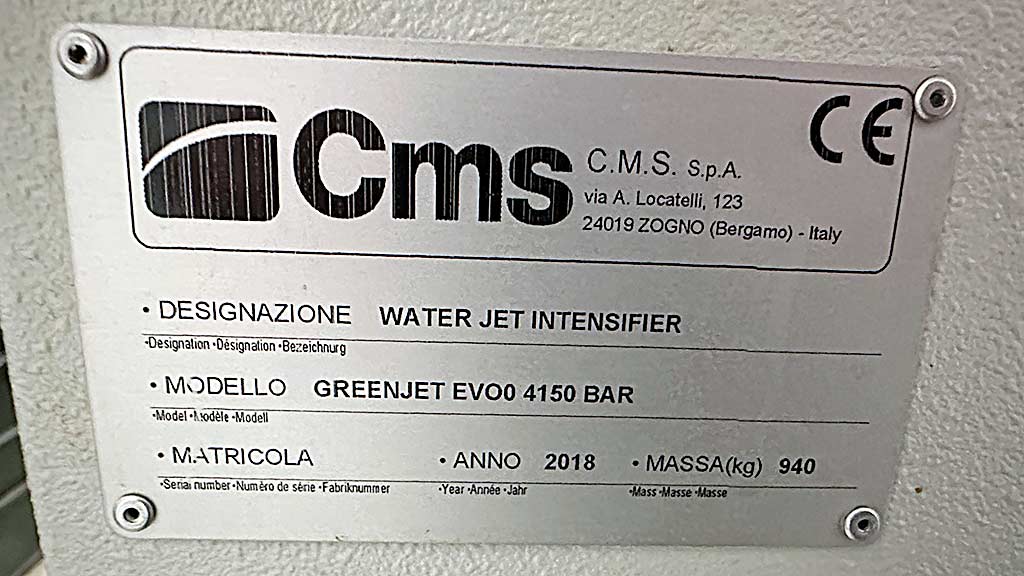 cms
C.M.S. S.p.A.
via A. Locatelli, 123
24019 ZOGNO (Bergamo) - Italy
CE
• DESIGNAZIONE WATER JET INTENSIFIER
•Designation •Désignation •Bezeichnurg
• MODELLO GREENJET EVO0 4150 BAR
•Model •Modèle •Modell
• MATRICOLA • ANNO 2018 • MASSA(kg) 940
•Serial number •Numéro de série •Fabriknummer •Year •Année •Jahr •Mass •Masse •Masse